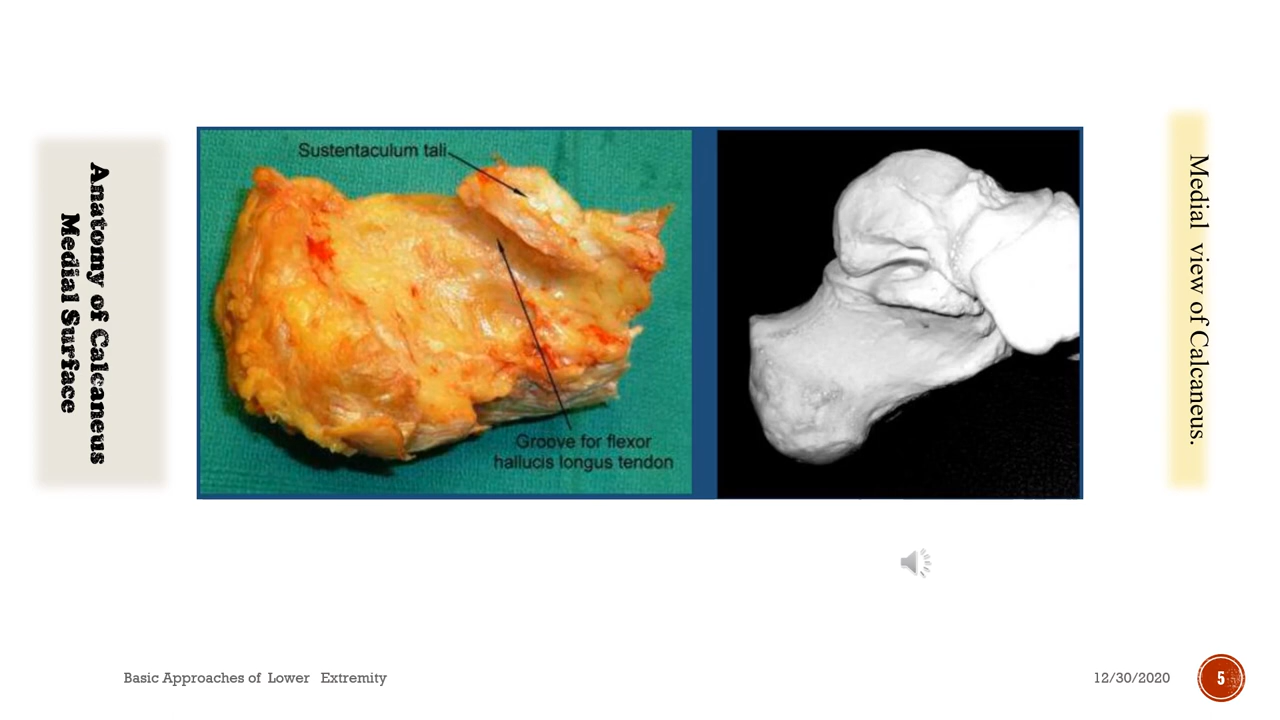 Anatomy of Calcaneus
Medial Surface
Sustentaculum tali
Groove for flexor
hallucis longus tendon
Medial view of Calcaneus.
Basic Approaches of Lower Extremity
12/30/2020
5